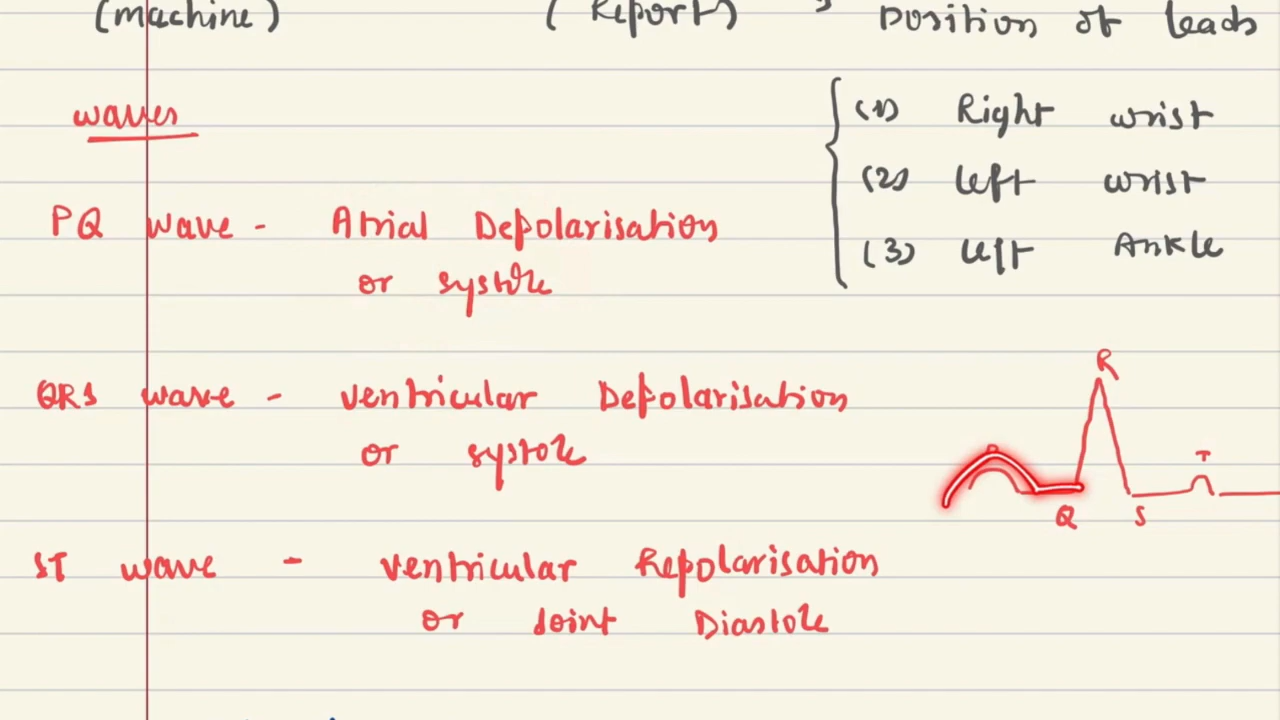 (machine) (Report) Position of leads
waves
(1) Right wrist
(2) left wrist
(3) left Ankle
PQ wave - Atrial Depolarisation
or systole
QRS wave - ventricular Depolarisation
or systole
R
T
Q S
ST wave - ventricular Repolarisation
or Joint Diastole